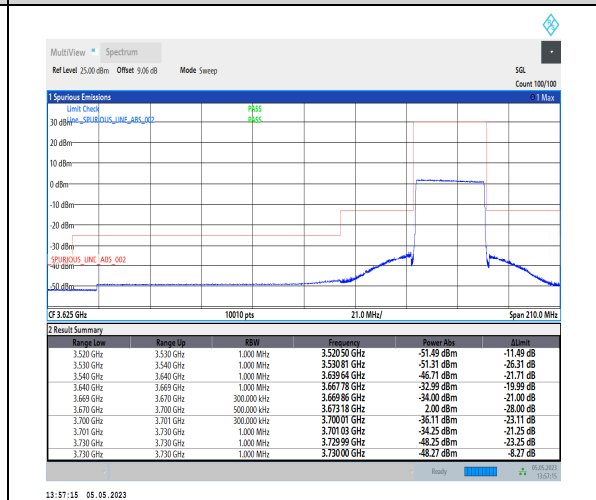 MultiView Spectrum
Ref Level 25.00 dBm Offset 9.06 dB Mode Sweep SGL
Count 100/100
1 Spurious Emissions 1 Max
Limit Check PASS
Line _SPURIOUS_LINE_ABS_002 PASS
30 dBm
20 dBm
10 dBm
0 dBm
-10 dBm
-20 dBm
-30 dBm
_SPURIOUS_LINE_ABS_002
-40 dBm
-50 dBm
CF 3.625 GHz 10010 pts 21.0 MHz/ Span 210.0 MHz
2 Result Summary
Range Low Range Up RBW Frequency Power Abs ΔLimit
3.520 GHz 3.530 GHz 1.000 MHz 3.52050 GHz -51.49 dBm -11.49 dB
3.530 GHz 3.540 GHz 1.000 MHz 3.53081 GHz -51.31 dBm -26.31 dB
3.540 GHz 3.640 GHz 1.000 MHz 3.63964 GHz -46.71 dBm -21.71 dB
3.640 GHz 3.669 GHz 1.000 MHz 3.66778 GHz -32.99 dBm -19.99 dB
3.669 GHz 3.670 GHz 300.000 kHz 3.66986 GHz -34.00 dBm -21.00 dB
3.670 GHz 3.700 GHz 500.000 kHz 3.67318 GHz 2.00 dBm -28.00 dB
3.700 GHz 3.701 GHz 300.000 kHz 3.70001 GHz -36.11 dBm -23.11 dB
3.701 GHz 3.730 GHz 1.000 MHz 3.70103 GHz -34.25 dBm -21.25 dB
3.730 GHz 3.730 GHz 1.000 MHz 3.72999 GHz -48.25 dBm -23.25 dB
3.730 GHz 3.730 GHz 1.000 MHz 3.73000 GHz -48.27 dBm -8.27 dB
Ready 05.05.2023
13:57:15
13:57:15 05.05.2023